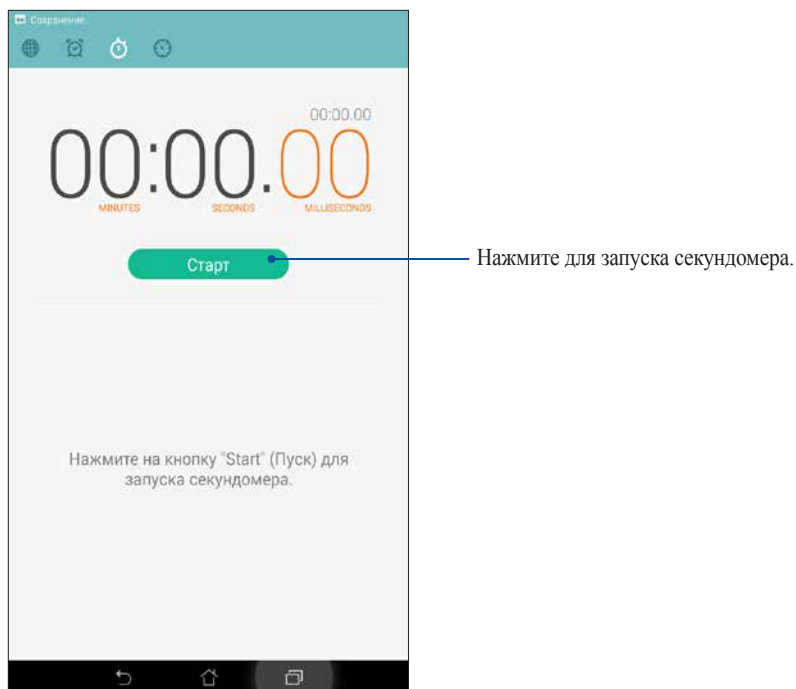 Сохранение...
00:00.00
00:00.00
MINUTES SECONDS MILLISECONDS
Старт
Нажмите для запуска секундомера.
Нажмите на кнопку "Start" (Пуск) для
запуска секундомера.